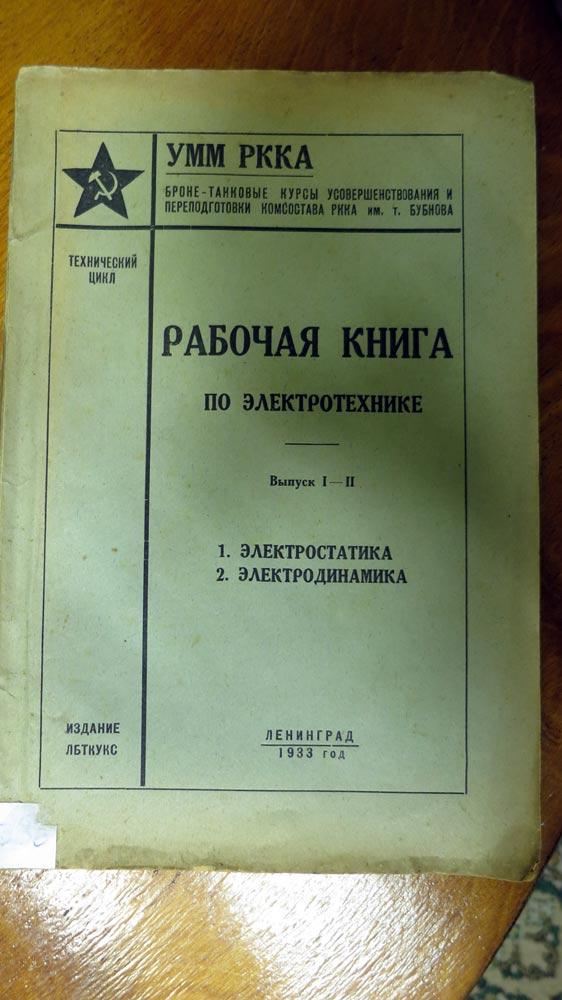 УММ РККА
БРОНЕ-ТАНКОВЫЕ КУРСЫ УСОВЕРШЕНСТВОВАНИЯ И
ПЕРЕПОДГОТОВКИ КОМСОСТАВА РККА им. т. БУБНОВА
ТЕХНИЧЕСКИЙ
ЦИКЛ
РАБОЧАЯ КНИГА
ПО ЭЛЕКТРОТЕХНИКЕ
Выпуск I—II
1. ЭЛЕКТРОСТАТИКА
2. ЭЛЕКТРОДИНАМИКА
ИЗДАНИЕ
ЛБТКУКС
ЛЕНИНГРАД
1933 год